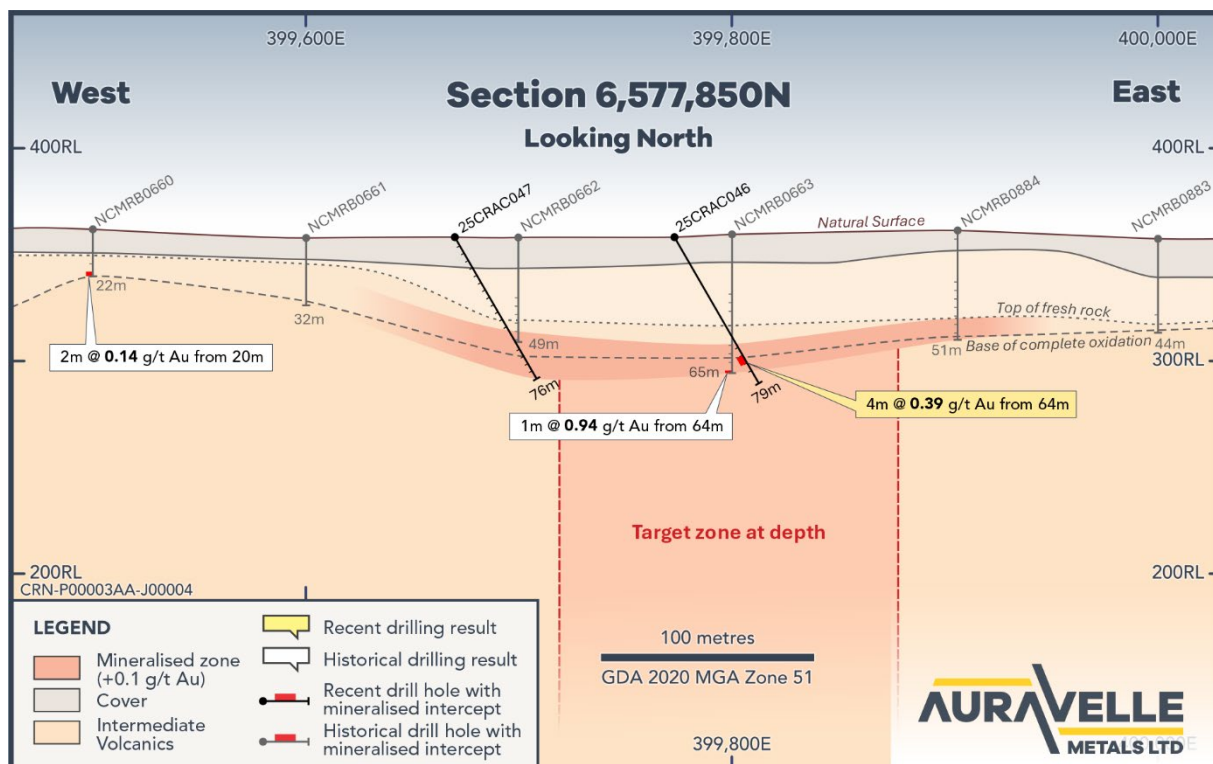 399,600E
399,800E
400,000E
West
Section 6,577,850N
East
Looking North
400RL
400RL
NCMRB0660
NCMRB0661
25CRAC047
NCMRB0662
25CRAC046
NCMRB0663
Natural Surface
NCMRB0884
NCMRB0883
22m
32m
49m
Top of fresh rock
Base of complete oxidation
51m
44m
300RL
300RL
65m
76m
79m
2m @ 0.14 g/t Au from 20m
1m @ 0.94 g/t Au from 64m
4m @ 0.39 g/t Au from 64m
Target zone at depth
200RL
200RL
CRN-P00003AA-J00004
LEGEND
Mineralised zone
(+0.1 g/t Au)
Cover
Intermediate
Volcanics
Recent drilling result
Historical drilling result
Recent drill hole with
mineralised intercept
Historical drill hole with
mineralised intercept
100 metres
GDA 2020 MGA Zone 51
399,800E
AURAVELLE
METALS LTD